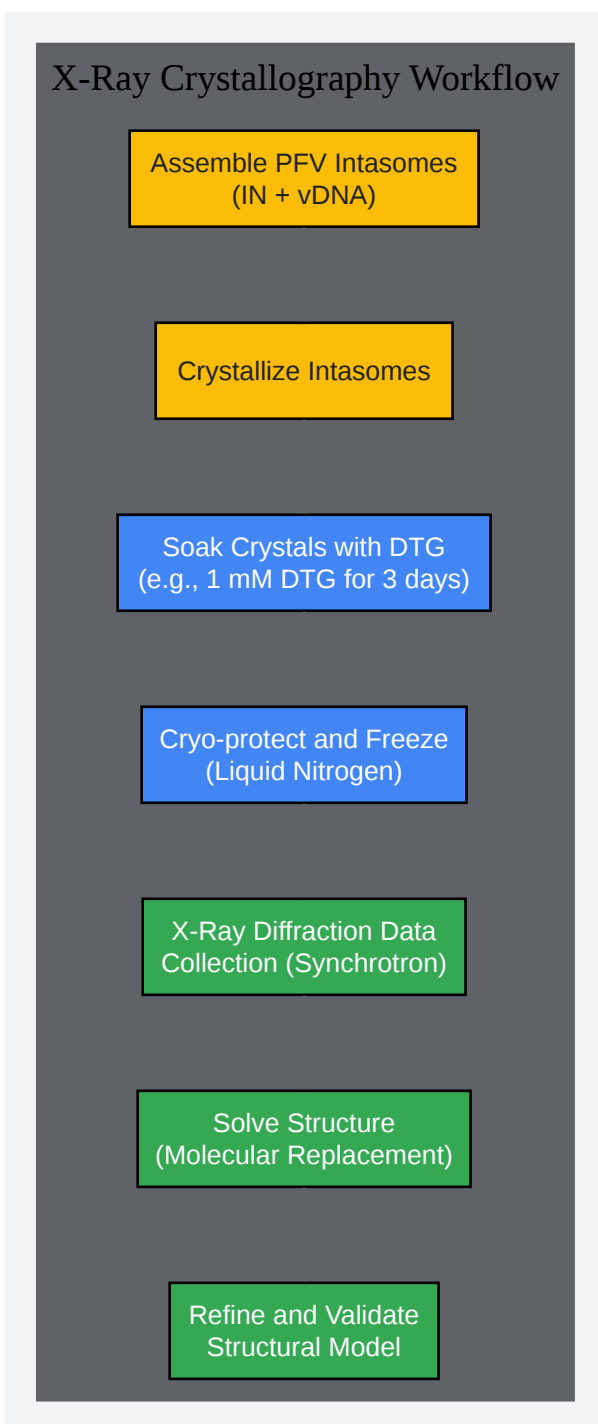 X-Ray Crystallography Workflow
Assemble PFV Intasomes
(IN + vDNA)
Crystallize Intasomes
Soak Crystals with DTG
(e.g., 1 mM DTG for 3 days)
Cryo-protect and Freeze
(Liquid Nitrogen)
X-Ray Diffraction Data
Collection (Synchrotron)
Solve Structure
(Molecular Replacement)
Refine and Validate
Structural Model